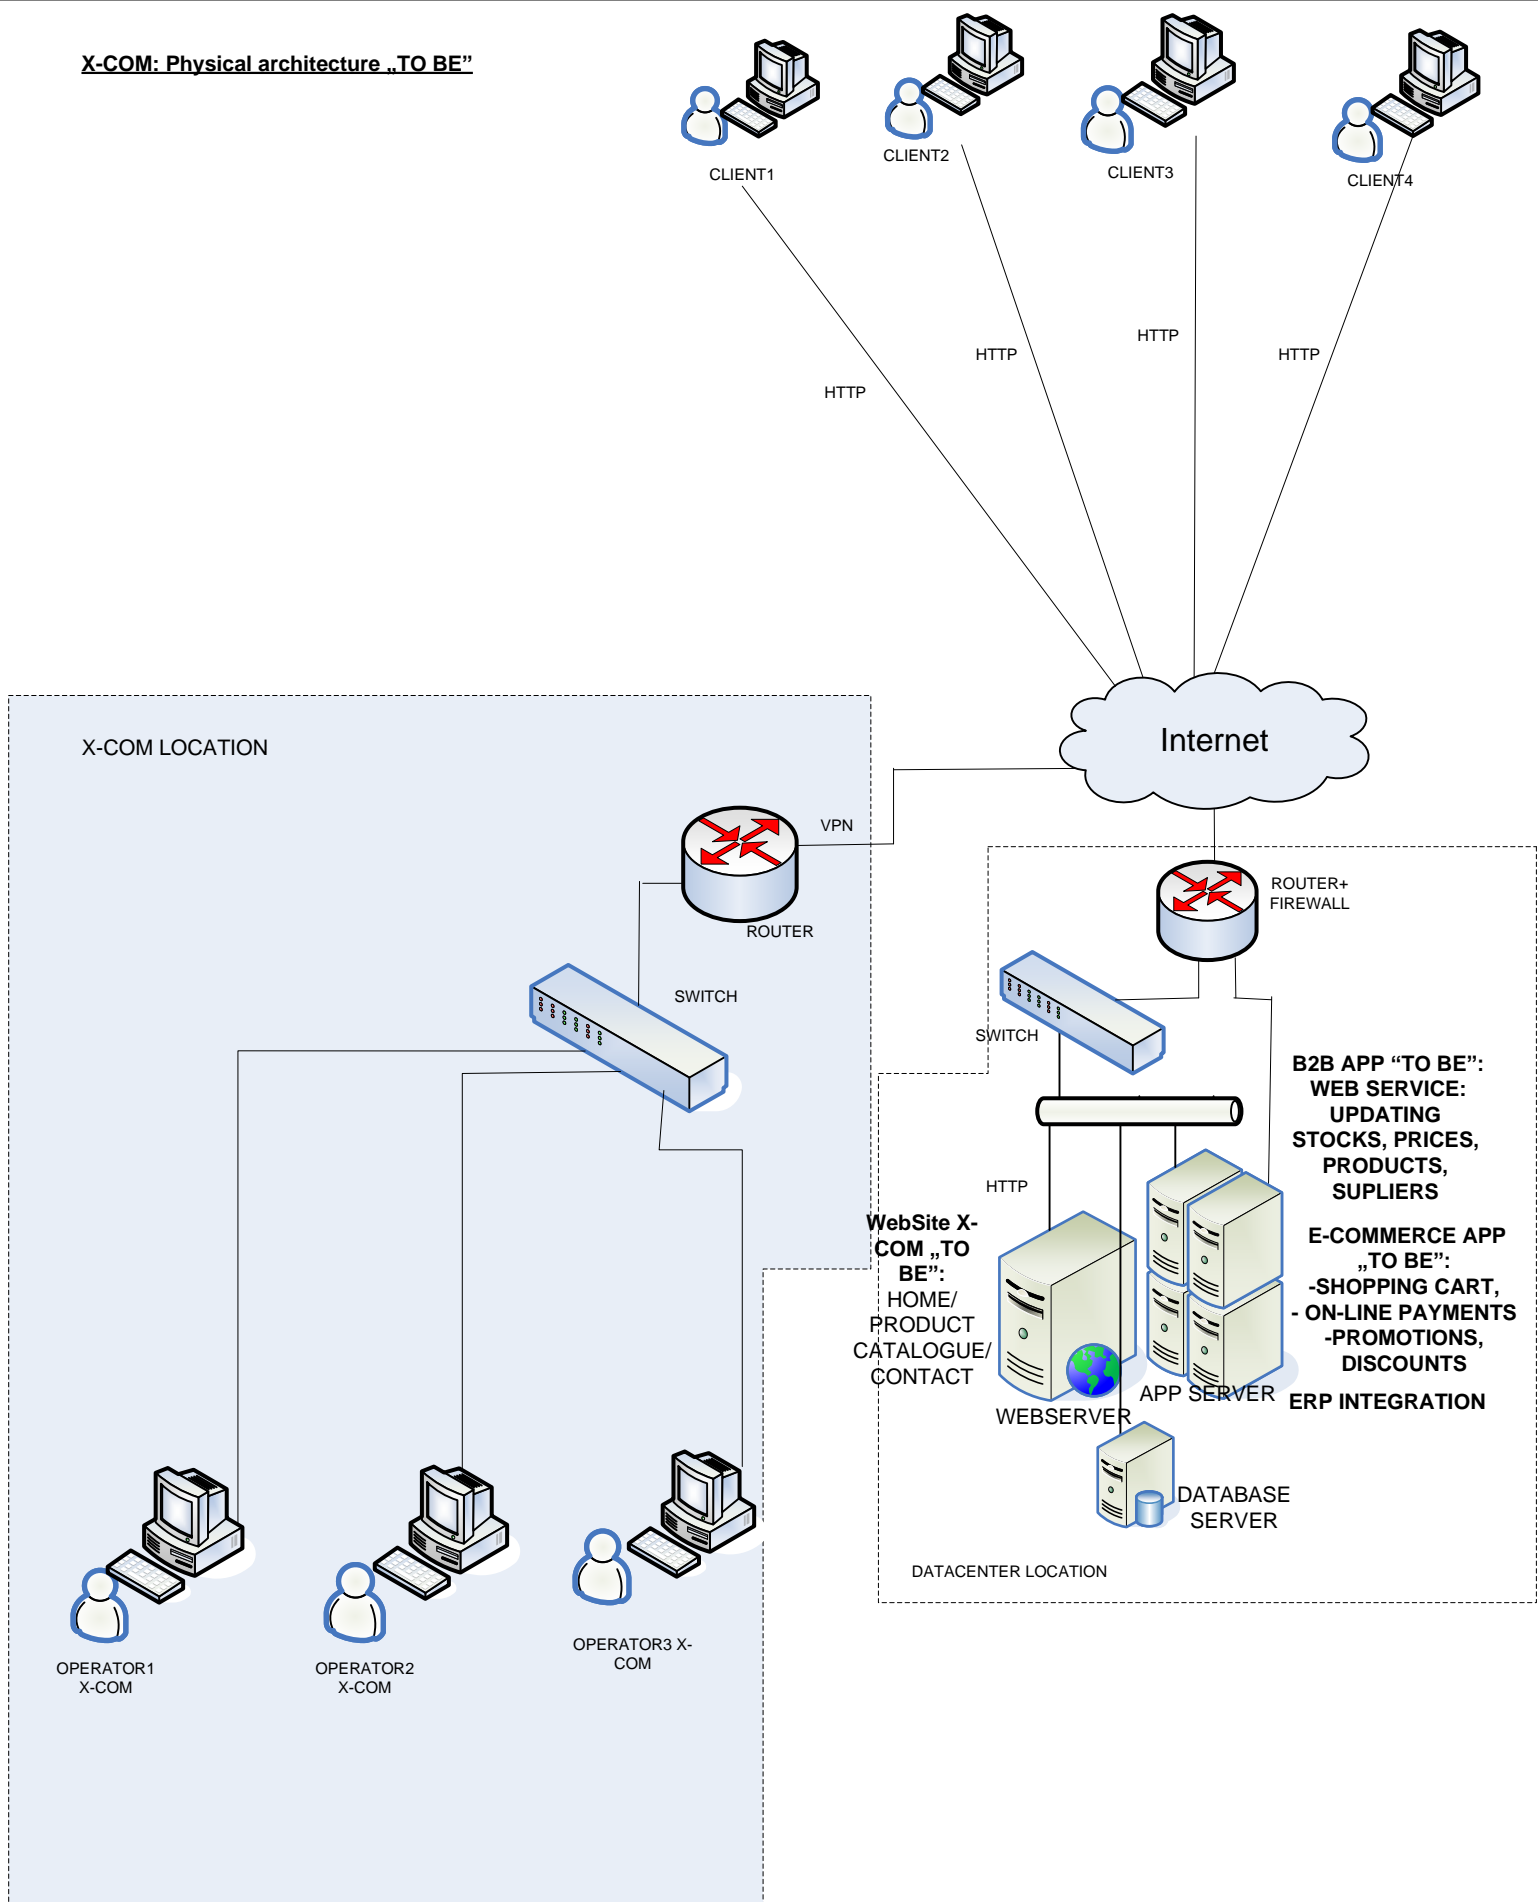 X-COM: Physical architecture „TO BE”
CLIENT1
CLIENT2
CLIENT3
CLIENT4
HTTP
HTTP
HTTP
HTTP
Internet
X-COM LOCATION
VPN
ROUTER
SWITCH
OPERATOR1
X-COM
OPERATOR2
X-COM
OPERATOR3 X-
COM
ROUTER+
FIREWALL
SWITCH
HTTP
WebSite X-
COM „TO
BE”:
HOME/
PRODUCT
CATALOGUE/
CONTACT
WEBSERVER
APP SERVER
B2B APP “TO BE”:
WEB SERVICE:
UPDATING
STOCKS, PRICES,
PRODUCTS,
SUPLIERS
E-COMMERCE APP
„TO BE”:
-SHOPPING CART,
- ON-LINE PAYMENTS
-PROMOTIONS,
DISCOUNTS
ERP INTEGRATION
DATABASE
SERVER
DATACENTER LOCATION